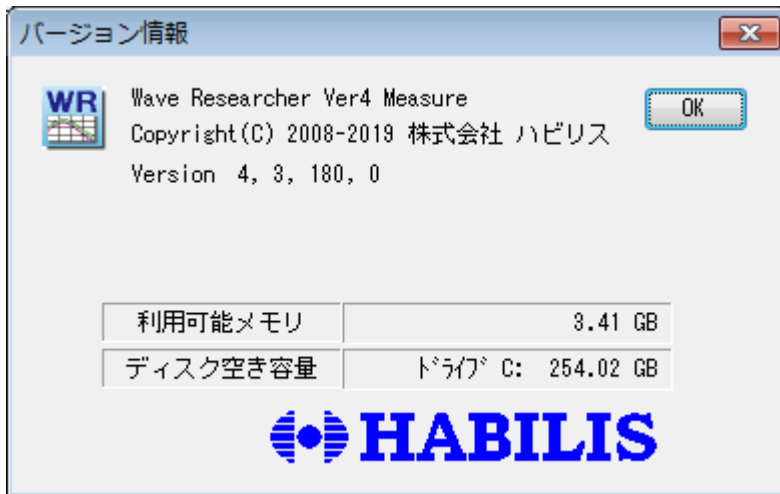 バージョン情報
WR
Wave Researcher Ver4 Measure
OK
Copyright(C) 2008-2019 株式会社 ハビリス
Version 4, 3, 180, 0
利用可能メモリ 3.41 GB
ディスク空き容量 ﾄﾞﾗｲﾌﾞ C: 254.02 GB
HABILIS